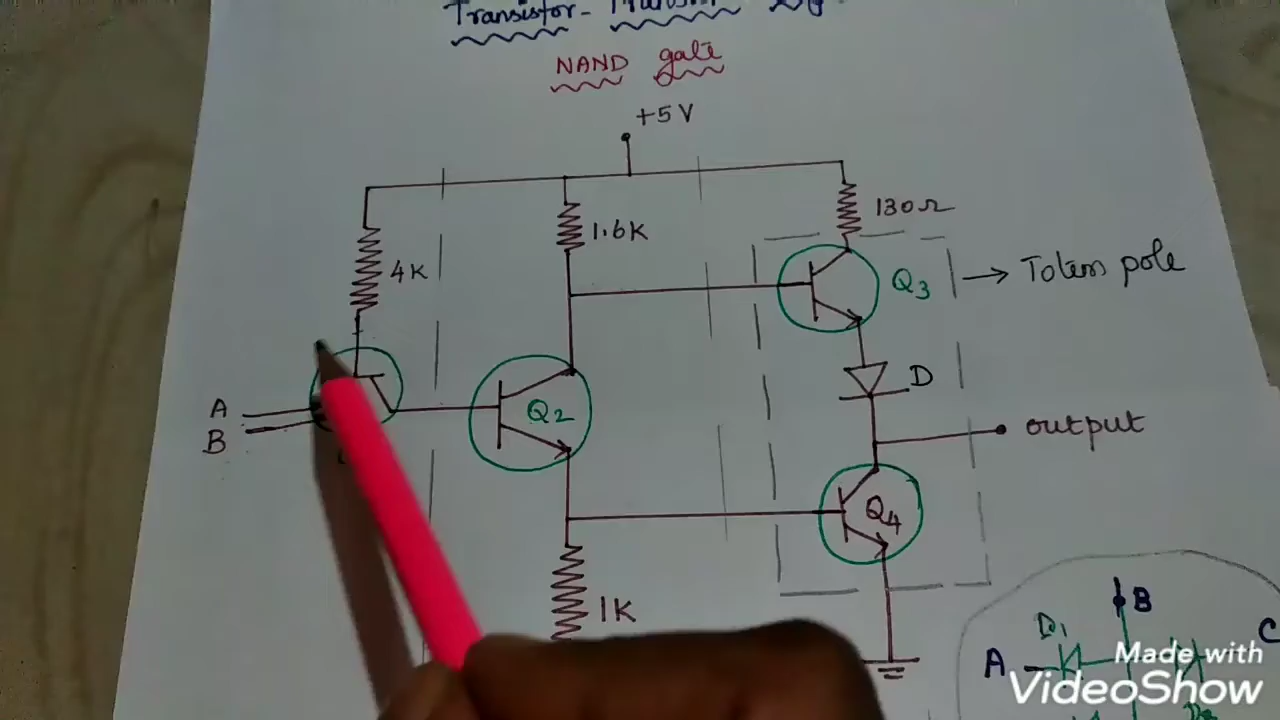 Transistor-
NAND gate
+5V
130Ω
1.6K
4K
Q3
Totem pole
D
A
B
Q2
output
Q4
1K
B
D1
C
A
Made with
VideoShow